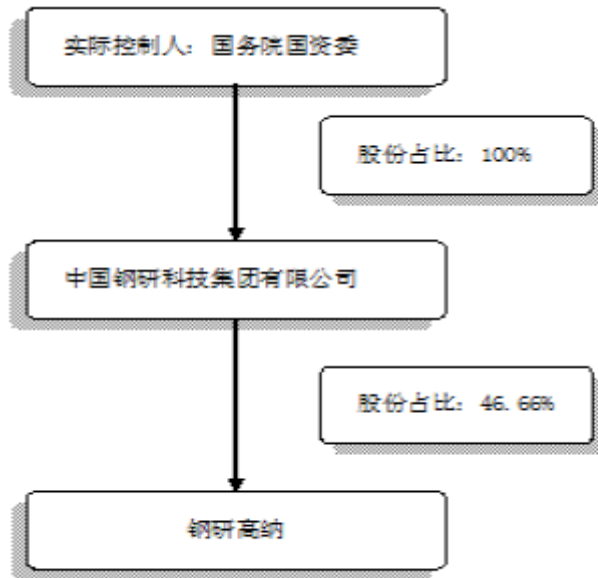 实际控制人：国务院国资委
股份占比：100%
中国钢研科技集团有限公司
股份占比：46.66%
钢研高纳